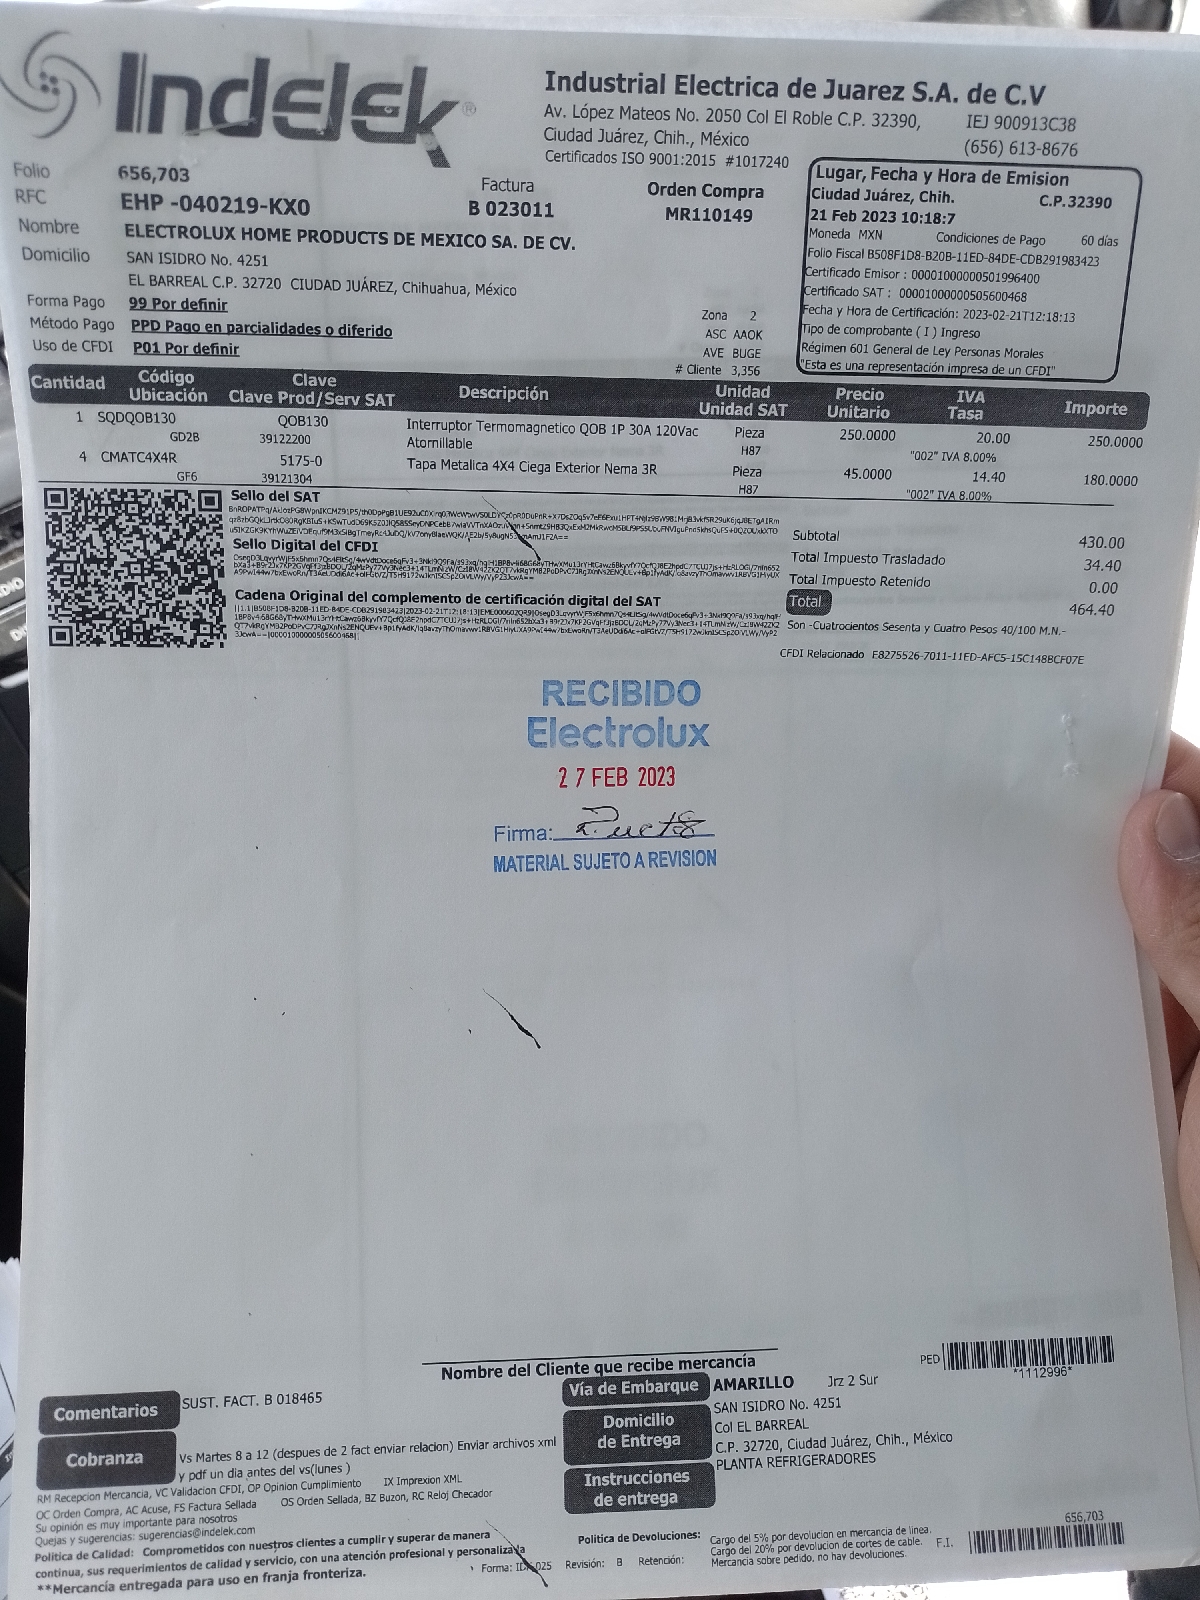 Indelek®
Industrial Electrica de Juarez S.A. de C.V
Av. López Mateos No. 2050 Col El Roble C.P. 32390, IEJ 900913C38
Ciudad Juárez, Chih., México (656) 613-8676
Certificados ISO 9001:2015 #1017240
Folio 656,703
RFC EHP -040219-KX0
Factura
B 023011
Orden Compra
MR110149
Nombre ELECTROLUX HOME PRODUCTS DE MEXICO SA. DE CV.
Domicilio SAN ISIDRO No. 4251
EL BARREAL C.P. 32720 CIUDAD JUÁREZ, Chihuahua, México
Forma Pago 99 Por definir
Método Pago PPD Pago en parcialidades o diferido
Uso de CFDI P01 Por definir
Zona 2
ASC AAOK
AVE BUGE
# Cliente 3,356
Lugar, Fecha y Hora de Emision
Ciudad Juárez, Chih. C.P.32390
21 Feb 2023 10:18:7
Moneda MXN Condiciones de Pago 60 días
Folio Fiscal B508F1D8-B20B-11ED-84DE-CDB291983423
Certificado Emisor : 00001000000501996400
Certificado SAT : 00001000000505600468
Fecha y Hora de Certificación: 2023-02-21T12:18:13
Tipo de comprobante ( I ) Ingreso
Régimen 601 General de Ley Personas Morales
"Esta es una representación impresa de un CFDI"
Cantidad Código Ubicación Clave Clave Prod/Serv SAT Descripción Unidad Unidad SAT Precio Unitario IVA Tasa Importe
1 SQDQOB130 QOB130 Interruptor Termomagnetico QOB 1P 30A 120Vac Pieza 250.0000 20.00 250.0000
GD2B 39122200 Atornillable H87 "002" IVA 8.00%
4 CMATC4X4R 5175-0 Tapa Metalica 4X4 Ciega Exterior Nema 3R Pieza 45.0000 14.40 180.0000
GF6 39121304 H87 "002" IVA 8.00%
Sello del SAT
Sello Digital del CFDI
Cadena Original del complemento de certificación digital del SAT
Subtotal 430.00
Total Impuesto Trasladado 34.40
Total Impuesto Retenido 0.00
Total 464.40
Son -Cuatrocientos Sesenta y Cuatro Pesos 40/100 M.N.-
CFDI Relacionado E8275526-7011-11ED-AFC5-15C148BCF07E
RECIBIDO
Electrolux
27 FEB 2023
Firma:
MATERIAL SUJETO A REVISION
Nombre del Cliente que recibe mercancía
PED *1112996*
Comentarios SUST. FACT. B 018465
Cobranza Vs Martes 8 a 12 (despues de 2 fact enviar relacion) Enviar archivos xml
y pdf un dia antes del vs(lunes )
Vía de Embarque AMARILLO Jrz 2 Sur
Domicilio de Entrega SAN ISIDRO No. 4251
Col EL BARREAL
C.P. 32720, Ciudad Juárez, Chih., México
PLANTA REFRIGERADORES
Instrucciones de entrega
RM Recepcion Mercancia, VC Validacion CFDI, OP Opinion Cumplimiento IX Impresion XML
OC Orden Compra, AC Acuse, FS Factura Sellada OS Orden Sellada, BZ Buzon, RC Reloj Checador
Su opinión es muy importante para nosotros
Quejas y sugerencias: sugerencias@indelek.com
Politica de Calidad: Comprometidos con nuestros clientes a cumplir y superar de manera
continua, sus requerimientos de calidad y servicio, con una atención profesional y personalizada
**Mercancía entregada para uso en franja fronteriza.
Forma: 025 Revisión: B Retención:
Politica de Devoluciones: Cargo del 5% por devolucion en mercancia de linea.
Cargo del 20% por devolucion de cortes de cable.
Mercancia sobre pedido, no hay devoluciones.
F.I. 656,703